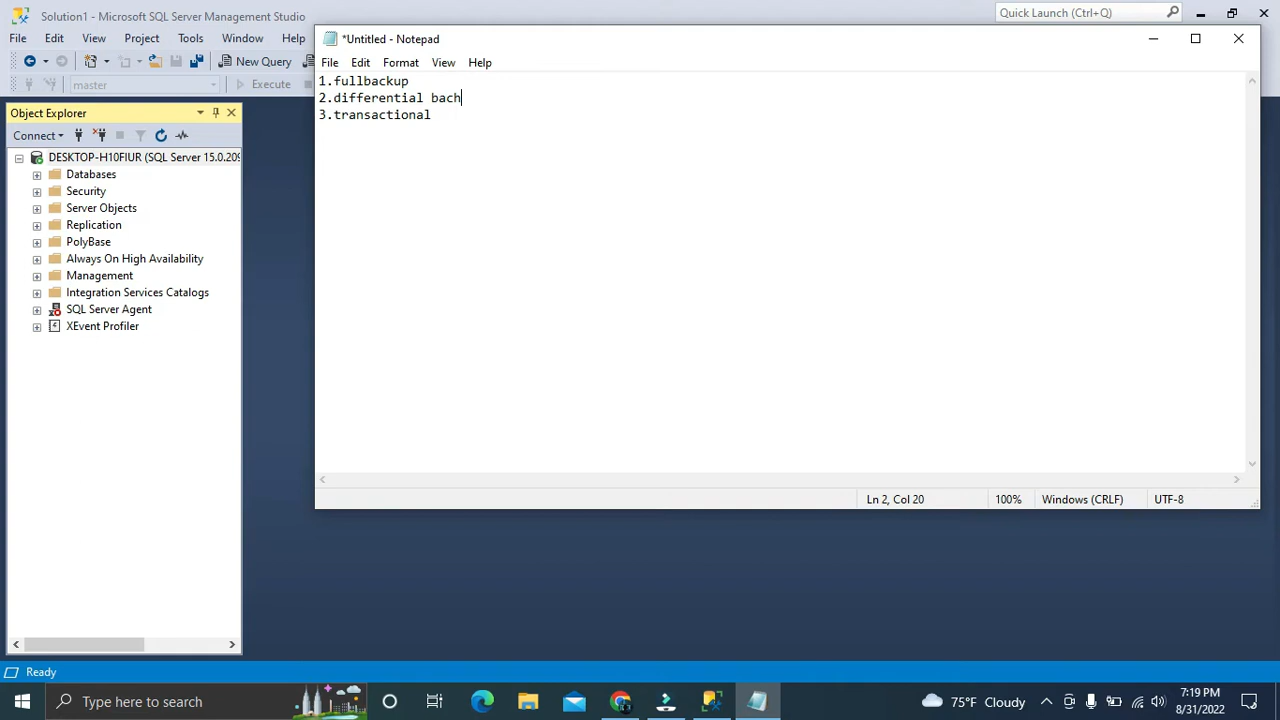 Solution1 - Microsoft SQL Server Management Studio
Quick Launch (Ctrl+Q)
File Edit View Project Tools Window Help
New Query
master
Execute
*Untitled - Notepad
File Edit Format View Help
1.fullbackup
2.differential bach
3.transactional
Ln 2, Col 20
100%
Windows (CRLF)
UTF-8
Object Explorer
Connect
DESKTOP-H10FIUR (SQL Server 15.0.209
Databases
Security
Server Objects
Replication
PolyBase
Always On High Availability
Management
Integration Services Catalogs
SQL Server Agent
XEvent Profiler
Ready
Type here to search
75°F Cloudy
7:19 PM
8/31/2022